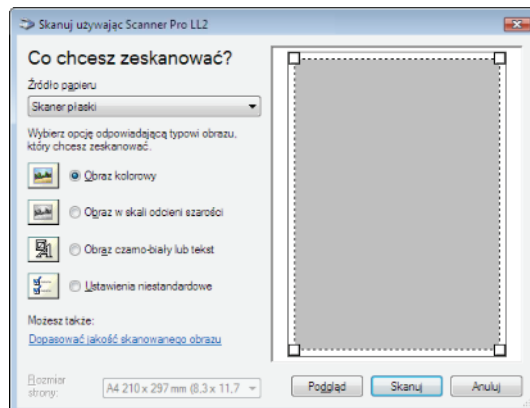 Skanuj używając Scanner Pro LL2
Co chcesz zeskanować?
Źródło papieru
Skaner płaski
Wybierz opcję odpowiadającą typowi obrazu,
który chcesz zeskanować.
Obraz kolorowy
Obraz w skali odcieni szarości
Obraz czarno-biały lub tekst
Ustawienia niestandardowe
Możesz także:
Dopasować jakość skanowanego obrazu
Rozmiar
strony:
A4 210 x 297 mm (8,3 x 11,7
Podgląd
Skanuj
Anuluj